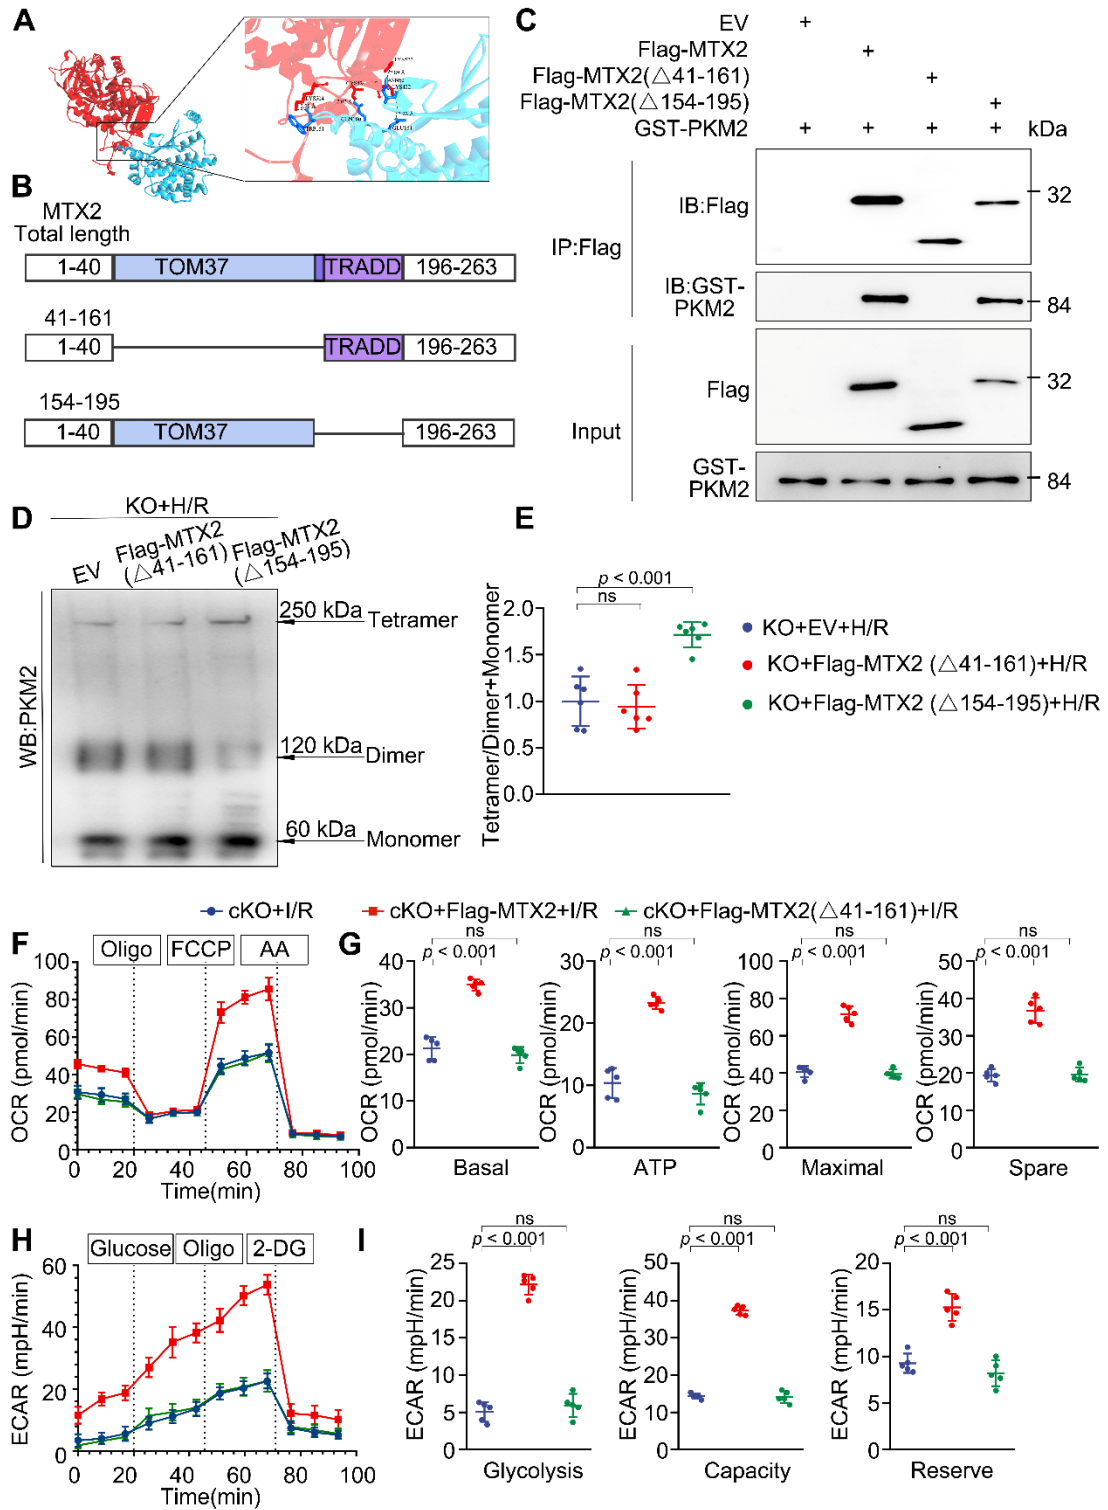 A
B
MTX2
Total length
1-40 TOM37 TRADD 196-263
41-161
1-40 TRADD 196-263
154-195
1-40 TOM37 196-263
C
EV +
Flag-MTX2 +
Flag-MTX2(△41-161) +
Flag-MTX2(△154-195) +
GST-PKM2 + + + + kDa
IP:Flag
IB:Flag 32
IB:GST-
PKM2 84
Input
Flag 32
GST-
PKM2 84
D
KO+H/R
EV
Flag-MTX2
(△41-161)
Flag-MTX2
(△154-195)
WB:PKM2
250 kDa Tetramer
120 kDa Dimer
60 kDa Monomer
E
p < 0.001
ns
Tetramer/Dimer+Monomer
2.0
1.5
1.0
0.5
0.0
KO+EV+H/R
KO+Flag-MTX2 (△41-161)+H/R
KO+Flag-MTX2 (△154-195)+H/R
cKO+I/R cKO+Flag-MTX2+I/R cKO+Flag-MTX2(△41-161)+I/R
F
Oligo FCCP AA
OCR (pmol/min)
100
80
60
40
20
0
0 20 40 60 80 100
Time(min)
G
ns
p < 0.001
OCR (pmol/min)
40
30
20
10
0
Basal
ns
p < 0.001
OCR (pmol/min)
30
20
10
0
ATP
ns
p < 0.001
OCR (pmol/min)
100
80
60
40
20
0
Maximal
ns
p < 0.001
OCR (pmol/min)
50
40
30
20
10
0
Spare
H
Glucose Oligo 2-DG
ECAR (mpH/min)
60
40
20
0
0 20 40 60 80 100
Time(min)
I
ns
p < 0.001
ECAR (mpH/min)
25
20
15
10
5
0
Glycolysis
ns
p < 0.001
ECAR (mpH/min)
50
40
30
20
10
0
Capacity
ns
p < 0.001
ECAR (mpH/min)
20
15
10
5
0
Reserve